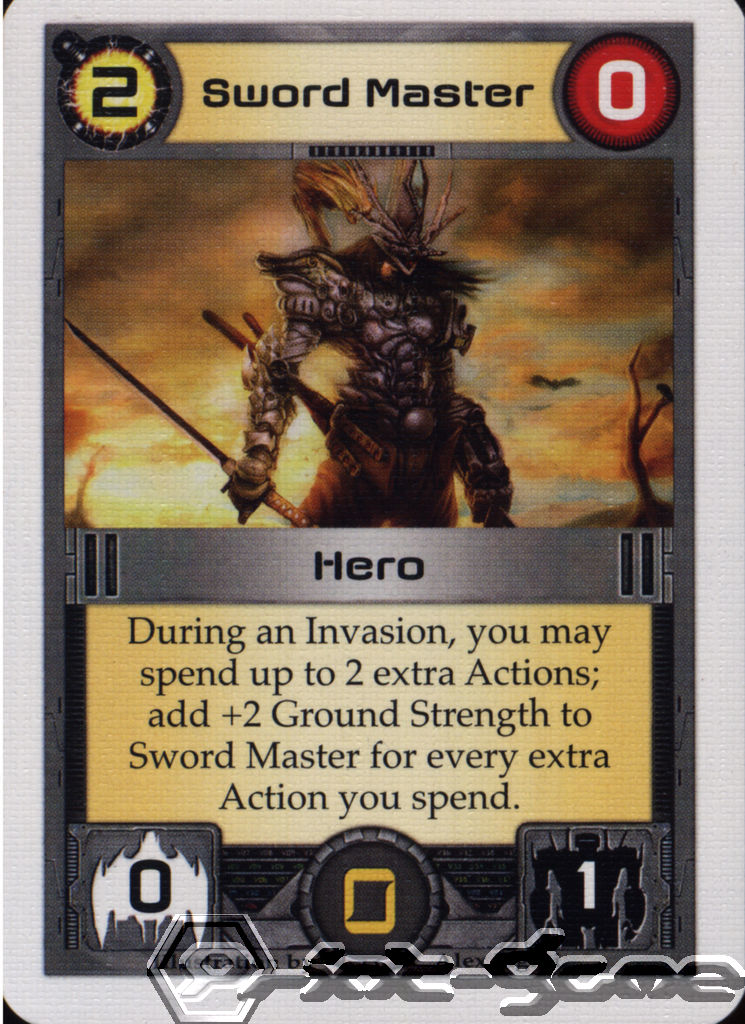 2 Sword Master 0
Hero
During an Invasion, you may
spend up to 2 extra Actions;
add +2 Ground Strength to
Sword Master for every extra
Action you spend.
0 1